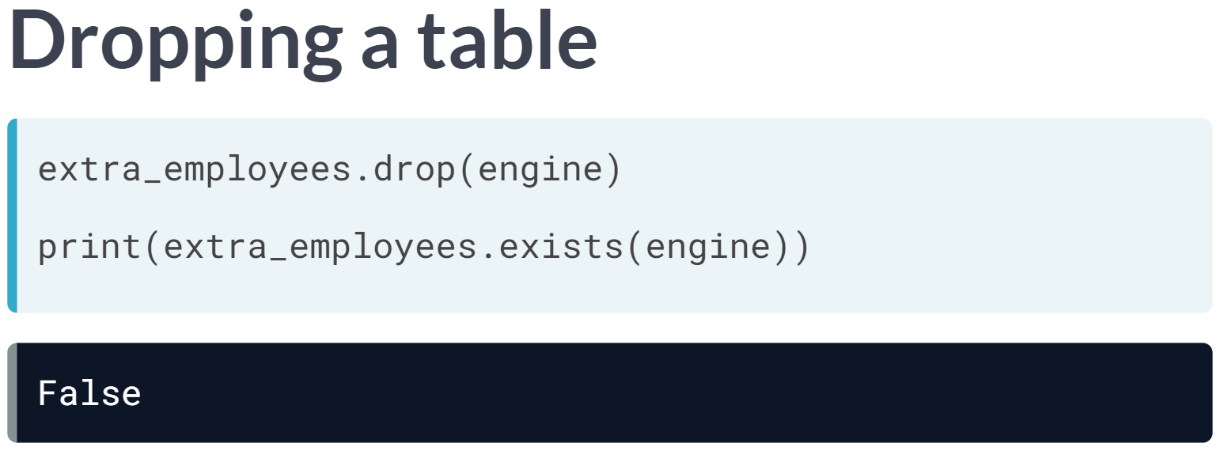 Dropping a table
extra_employees.drop(engine)
print(extra_employees.exists(engine))
False